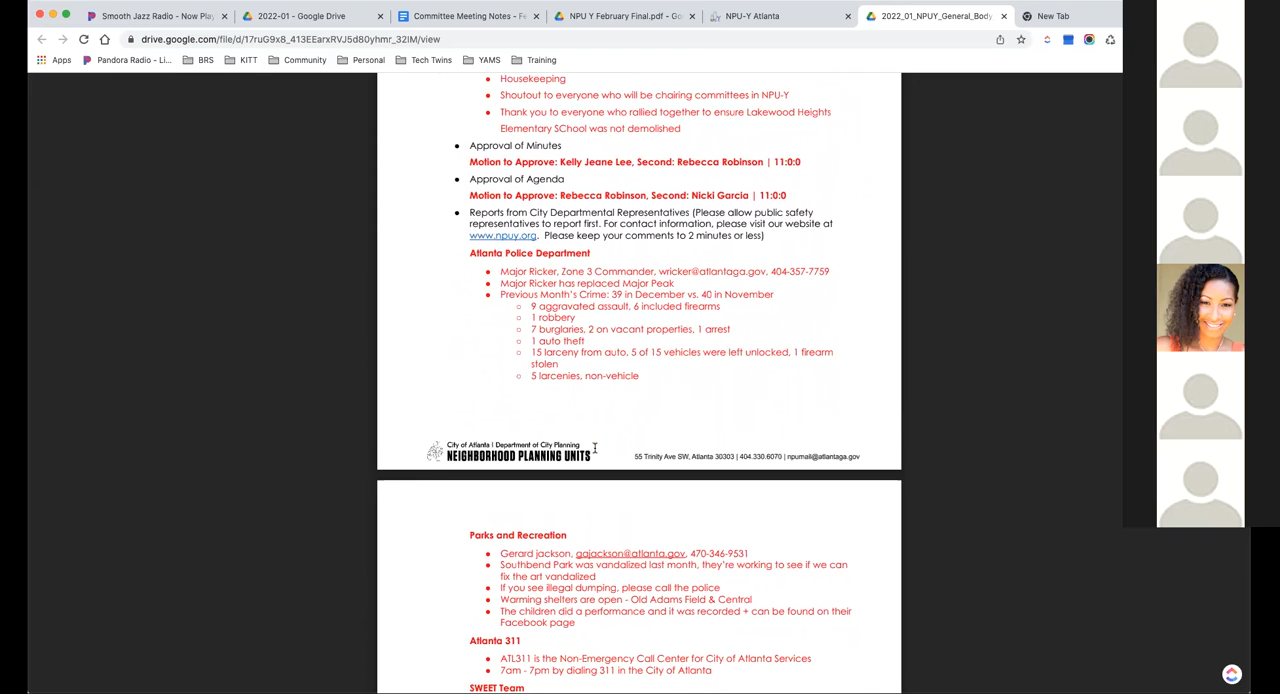 Smooth Jazz Radio - Now Play
2022-01 - Google Drive
Committee Meeting Notes - Fe
NPU Y February Final.pdf - Go
NPU-Y Atlanta
2022_01_NPUY_General_Body
New Tab
drive.google.com/file/d/17ruG9x8_413EEarxRVJ5d80yhmr_32IM/view
Apps
Pandora Radio - Li...
BRS
KITT
Community
Personal
Tech Twins
YAMS
Training
Housekeeping
Shoutout to everyone who will be chairing committees in NPU-Y
Thank you to everyone who rallied together to ensure Lakewood Heights
Elementary SChool was not demolished
Approval of Minutes
Motion to Approve: Kelly Jeane Lee, Second: Rebecca Robinson | 11:0:0
Approval of Agenda
Motion to Approve: Rebecca Robinson, Second: Nicki Garcia | 11:0:0
Reports from City Departmental Representatives (Please allow public safety
representatives to report first. For contact information, please visit our website at
www.npuy.org. Please keep your comments to 2 minutes or less)
Atlanta Police Department
Major Ricker, Zone 3 Commander, wricker@atlantaga.gov, 404-357-7759
Major Ricker has replaced Major Peak
Previous Month's Crime: 39 in December vs. 40 in November
9 aggravated assault, 6 included firearms
1 robbery
7 burglaries, 2 on vacant properties, 1 arrest
1 auto theft
15 larceny from auto, 5 of 15 vehicles were left unlocked, 1 firearm
stolen
5 larcenies, non-vehicle
City of Atlanta | Department of City Planning
NEIGHBORHOOD PLANNING UNITS
55 Trinity Ave SW, Atlanta 30303 | 404.330.6070 | npumail@atlantaga.gov
Parks and Recreation
Gerard jackson, gajackson@atlanta.gov, 470-346-9531
Southbend Park was vandalized last month, they're working to see if we can
fix the art vandalized
If you see illegal dumping, please call the police
Warming shelters are open - Old Adams Field & Central
The children did a performance and it was recorded + can be found on their
Facebook page
Atlanta 311
ATL311 is the Non-Emergency Call Center for City of Atlanta Services
7am - 7pm by dialing 311 in the City of Atlanta
SWEET Team